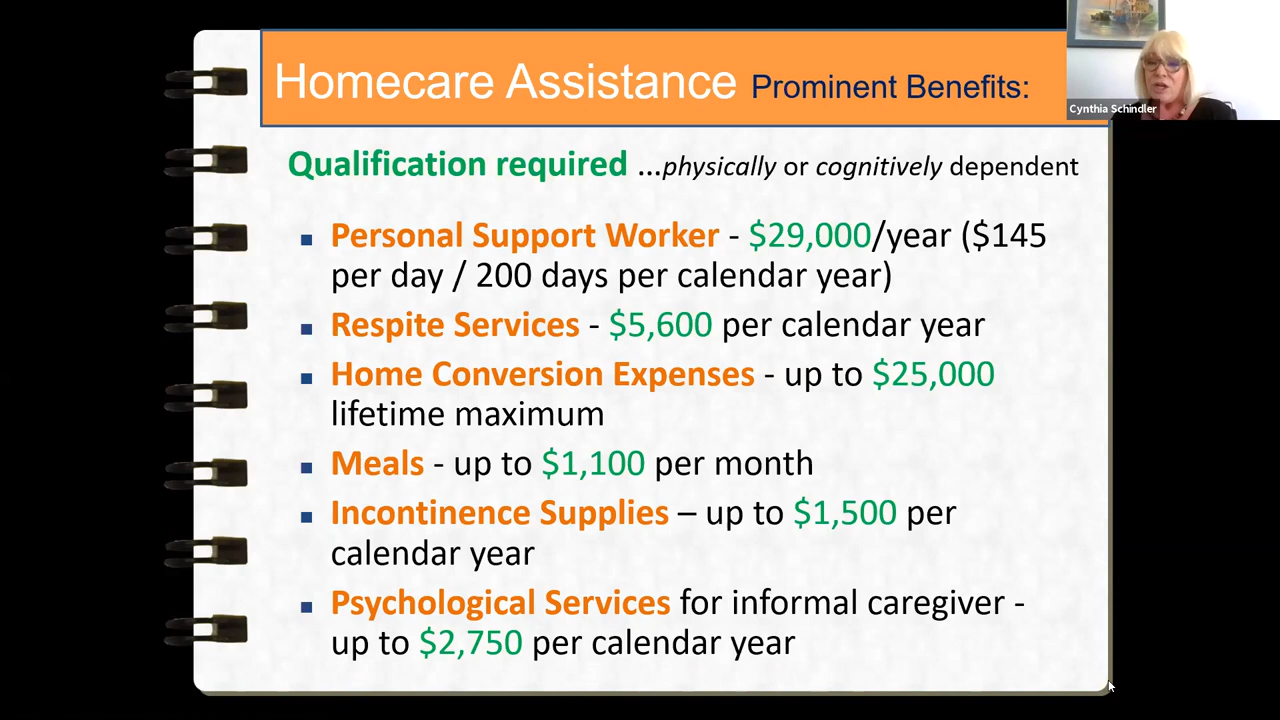 Homecare Assistance Prominent Benefits:
Cynthia Schindler
Qualification required ...physically or cognitively dependent
▪ Personal Support Worker - $29,000/year ($145
per day / 200 days per calendar year)
▪ Respite Services - $5,600 per calendar year
▪ Home Conversion Expenses - up to $25,000
lifetime maximum
▪ Meals - up to $1,100 per month
▪ Incontinence Supplies – up to $1,500 per
calendar year
▪ Psychological Services for informal caregiver -
up to $2,750 per calendar year